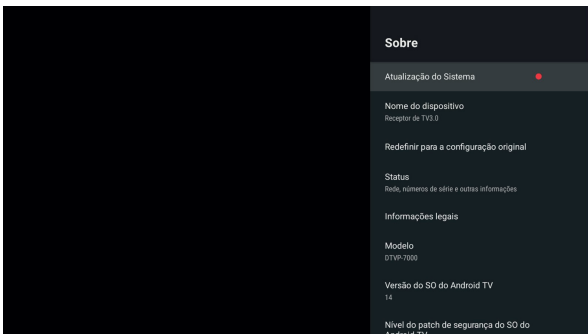 Sobre
Atualização do Sistema
Nome do dispositivo
Receptor de TV3.0
Redefinir para a configuração original
Status
Rede, números de série e outras informações
Informações legais
Modelo
DTVP-7000
Versão do SO do Android TV
14
Nível do patch de segurança do SO do
Android TV